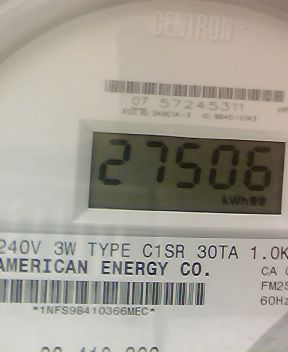 CENTRON®
07 57245311
27506
kWh
240V 3W TYPE C1SR 30TA 1.0K
AMERICAN ENERGY CO.
CA
FM2S
60Hz
*1NFS98410366MEC*